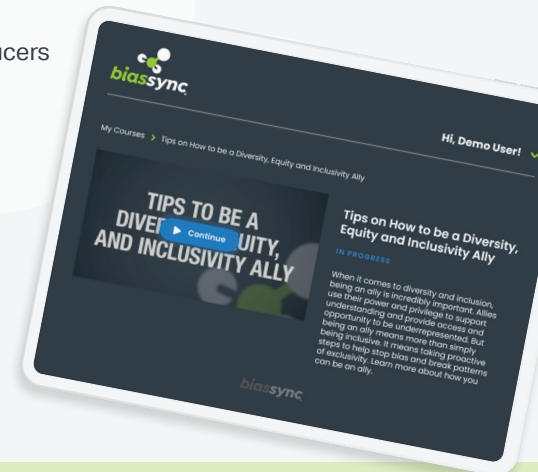 ucers
biassync
Hi, Demo User!
My Courses > Tips on How to be a Diversity, Equity and Inclusivity Ally
TIPS TO BE A
DIVE UITY,
Continue
AND INCLUSIVITY ALLY
Tips on How to be a Diversity,
Equity and Inclusivity Ally
IN PROGRESS
When it comes to diversity and inclusion,
being an ally is incredibly important. Allies
use their power and privilege to support
understanding and provide access and
opportunity to be underrepresented. But
being an ally means more than simply
being inclusive. It means taking proactive
steps to help stop bias and break patterns
of exclusivity. Learn more about how you
can be an ally.
biassync